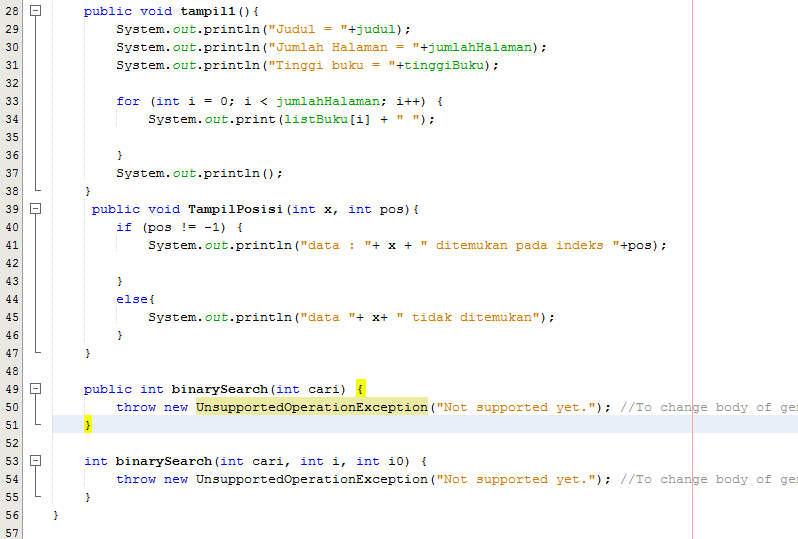 28 public void tampil1(){
29 System.out.println("Judul = "+judul);
30 System.out.println("Jumlah Halaman = "+jumlahHalaman);
31 System.out.println("Tinggi buku = "+tinggiBuku);
32
33 for (int i = 0; i < jumlahHalaman; i++) {
34 System.out.print(listBuku[i] + " ");
35
36 }
37 System.out.println();
38 }
39 public void TampilPosisi(int x, int pos){
40 if (pos != -1) {
41 System.out.println("data : "+ x + " ditemukan pada indeks "+pos);
42
43 }
44 else{
45 System.out.println("data "+ x+ " tidak ditemukan");
46 }
47 }
48
49 public int binarySearch(int cari) {
50 throw new UnsupportedOperationException("Not supported yet."); //To change body of ge
51 }
52
53 int binarySearch(int cari, int i, int i0) {
54 throw new UnsupportedOperationException("Not supported yet."); //To change body of ge
55 }
56 }
57